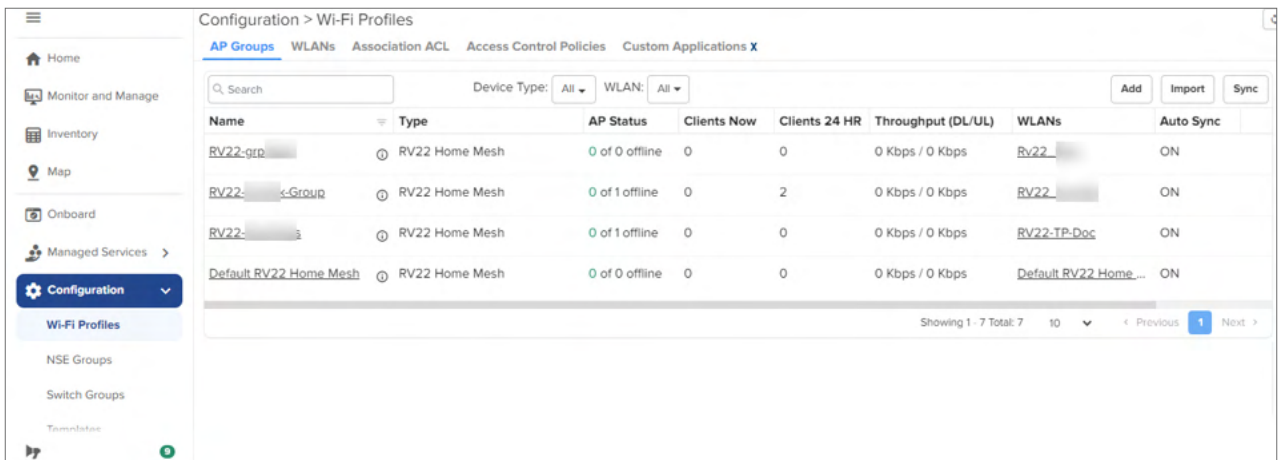 Configuration > Wi-Fi Profiles
AP Groups WLANs Association ACL Access Control Policies Custom Applications X
Home
Monitor and Manage
Inventory
Map
Onboard
Managed Services >
Configuration
Wi-Fi Profiles
NSE Groups
Switch Groups
Templates
9
Search Device Type: All WLAN: All Add Import Sync
Name Type AP Status Clients Now Clients 24 HR Throughput (DL/UL) WLANs Auto Sync
RV22-grp RV22 Home Mesh 0 of 0 offline 0 0 0 Kbps / 0 Kbps Rv22_ ON
RV22- -Group RV22 Home Mesh 0 of 1 offline 0 2 0 Kbps / 0 Kbps RV22_ ON
RV22- RV22 Home Mesh 0 of 1 offline 0 0 0 Kbps / 0 Kbps RV22-TP-Doc ON
Default RV22 Home Mesh RV22 Home Mesh 0 of 0 offline 0 0 0 Kbps / 0 Kbps Default RV22 Home ... ON
Showing 1 - 7 Total: 7 10 < Previous 1 Next >